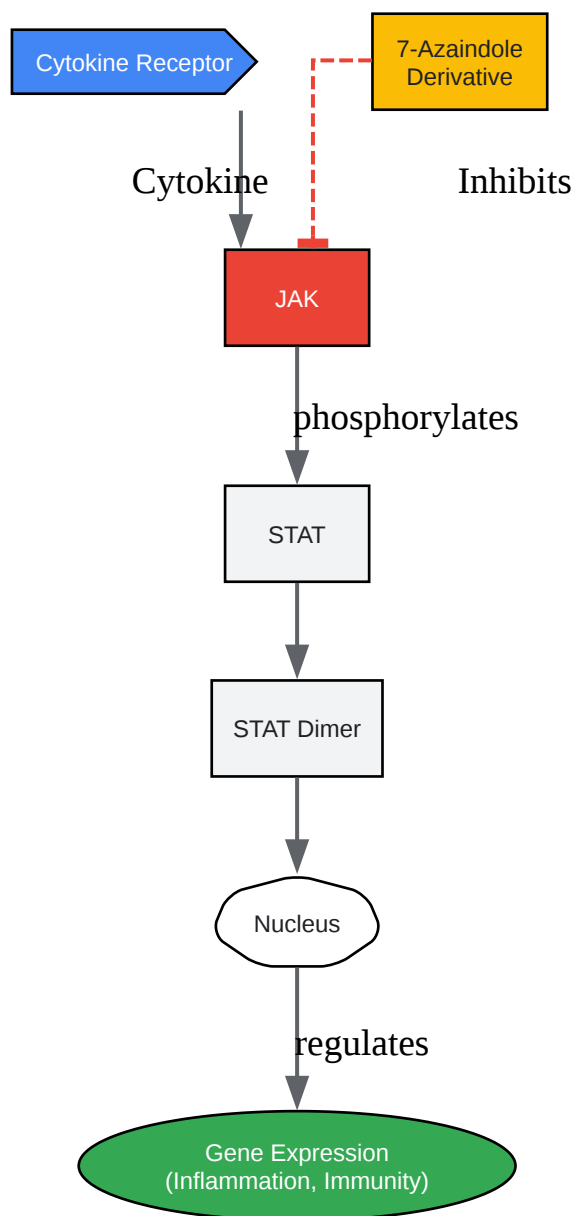 Cytokine Receptor
7-Azaindole
Derivative
Cytokine
Inhibits
JAK
phosphorylates
STAT
STAT Dimer
Nucleus
regulates
Gene Expression
(Inflammation, Immunity)